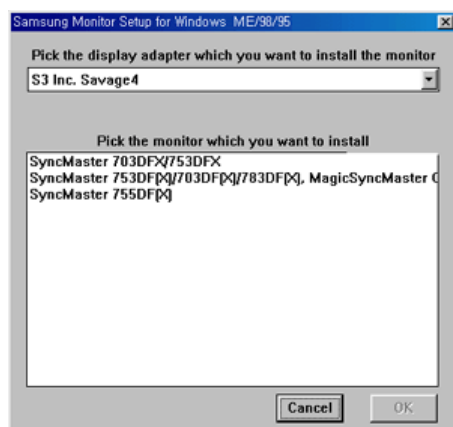 Samsung Monitor Setup for Windows ME/98/95
Pick the display adapter which you want to install the monitor
S3 Inc. Savage4
Pick the monitor which you want to install
SyncMaster 703DFX/753DFX
SyncMaster 753DF(X)/703DF(X)/783DF(X), MagicSyncMaster
SyncMaster 755DF(X)
Cancel OK